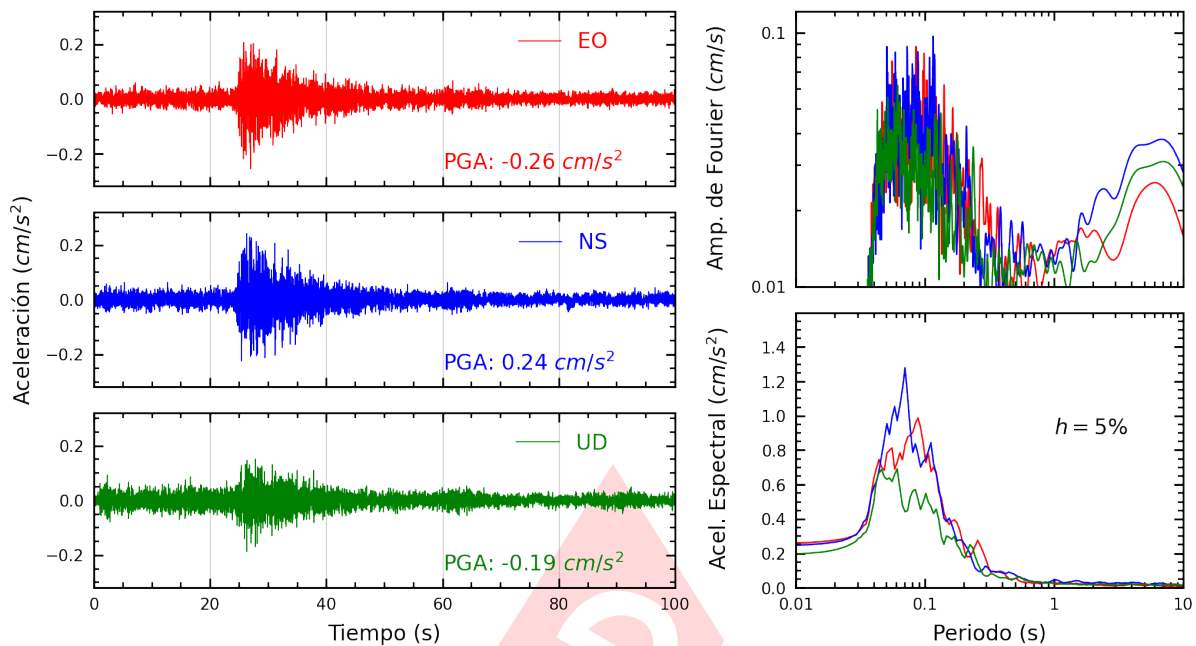 Aceleración (cm/s²)
0.2
0.0
−0.2
EO
PGA: -0.26 cm/s²
0.2
0.0
−0.2
NS
PGA: 0.24 cm/s²
0.2
0.0
−0.2
UD
PGA: -0.19 cm/s²
0 20 40 60 80 100
Tiempo (s)
Amp. de Fourier (cm/s)
0.1
0.01
Acel. Espectral (cm/s²)
1.4
1.2
1.0
0.8
0.6
0.4
0.2
0.0
h = 5%
0.01 0.1 1 10
Periodo (s)